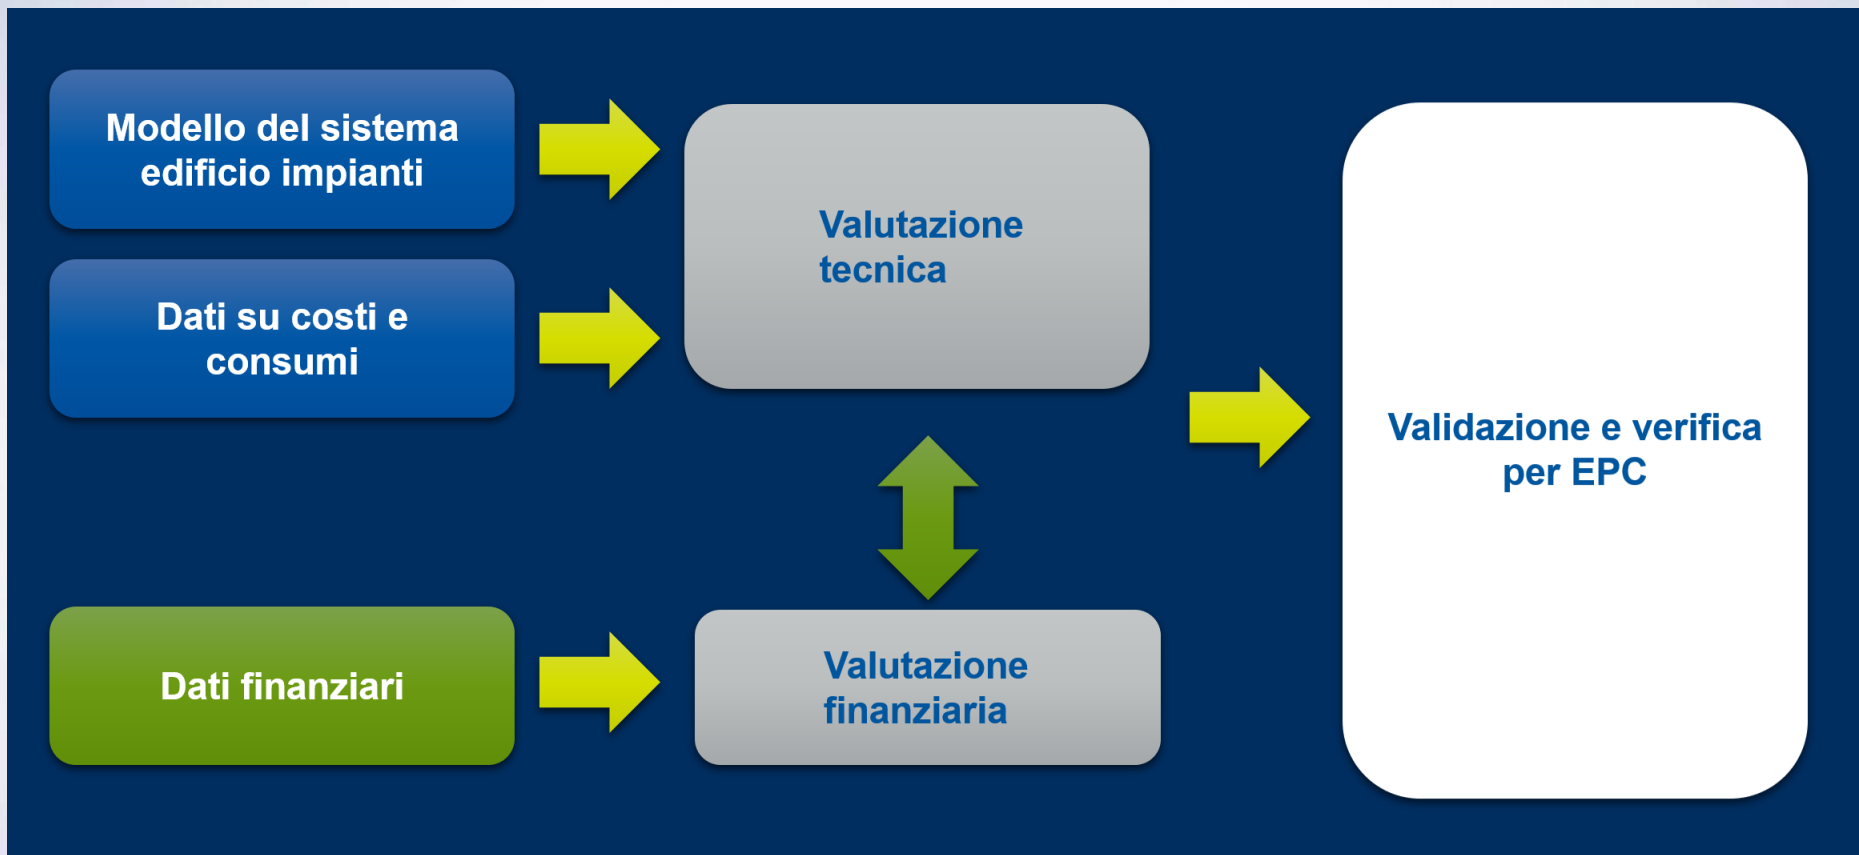 Modello del sistema
edificio impianti
Dati su costi e
consumi
Valutazione
tecnica
Validazione e verifica
per EPC
Dati finanziari
Valutazione
finanziaria